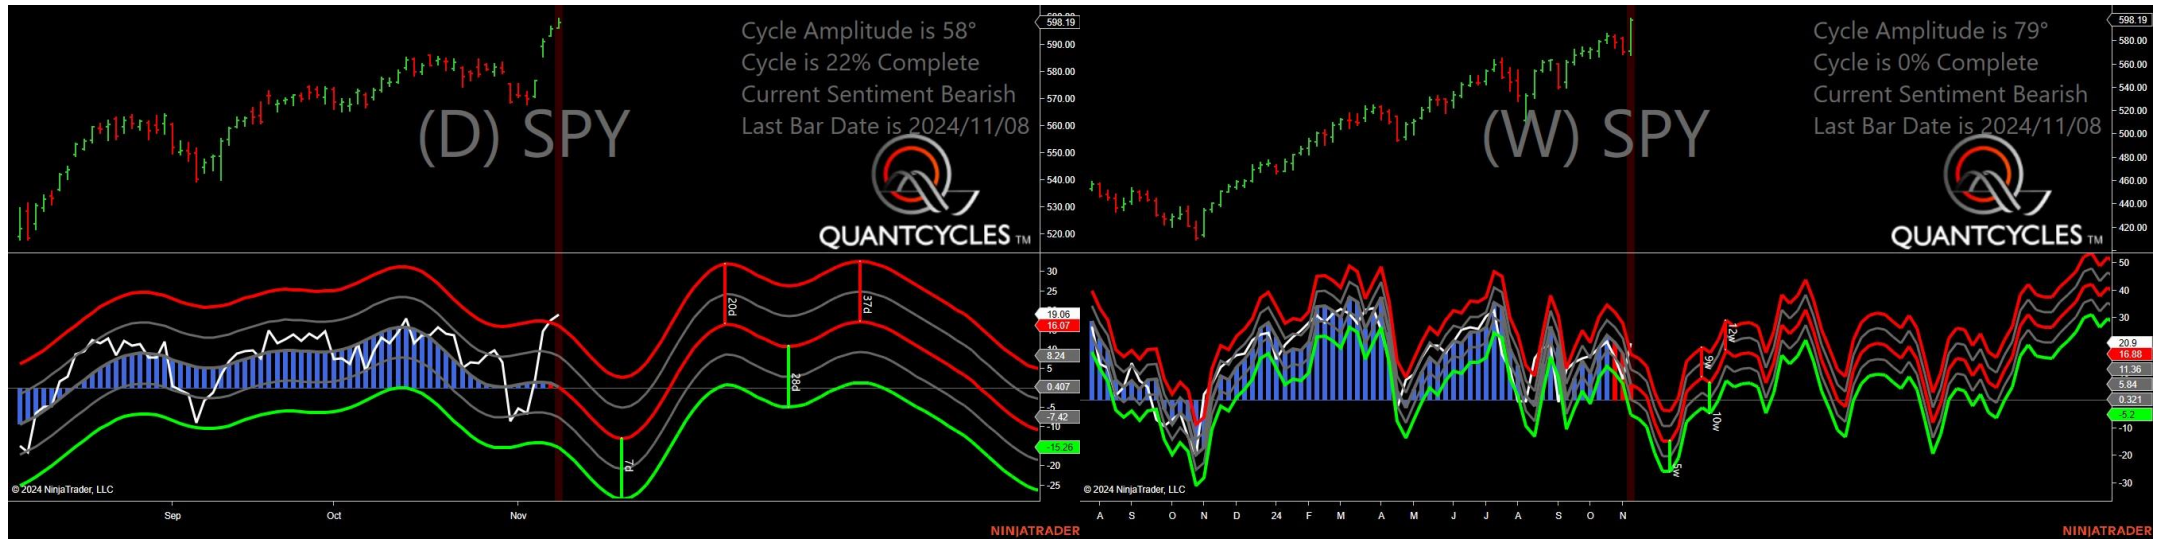 Cycle Amplitude is 58°
Cycle is 22% Complete
Current Sentiment Bearish
Last Bar Date is 2024/11/08
(D) SPY
QUANTCYCLES TM
598.19
590.00
580.00
570.00
560.00
550.00
540.00
530.00
520.00
30
25
19.06
16.07
8.24
5
0.407
-5
-7.42
-10
-15.26
-20
-25
20d
37d
28d
7d
© 2024 NinjaTrader, LLC
Sep
Oct
Nov
NINJATRADER
Cycle Amplitude is 79°
Cycle is 0% Complete
Current Sentiment Bearish
Last Bar Date is 2024/11/08
(W) SPY
QUANTCYCLES TM
598.19
580.00
560.00
540.00
520.00
500.00
480.00
460.00
440.00
420.00
50
40
30
20.9
16.88
11.36
5.84
0.321
-5.2
-10
-20
-30
12w
9w
10w
5w
© 2024 NinjaTrader, LLC
A S O N D 24 F M A M J J A S O N
NINJATRADER